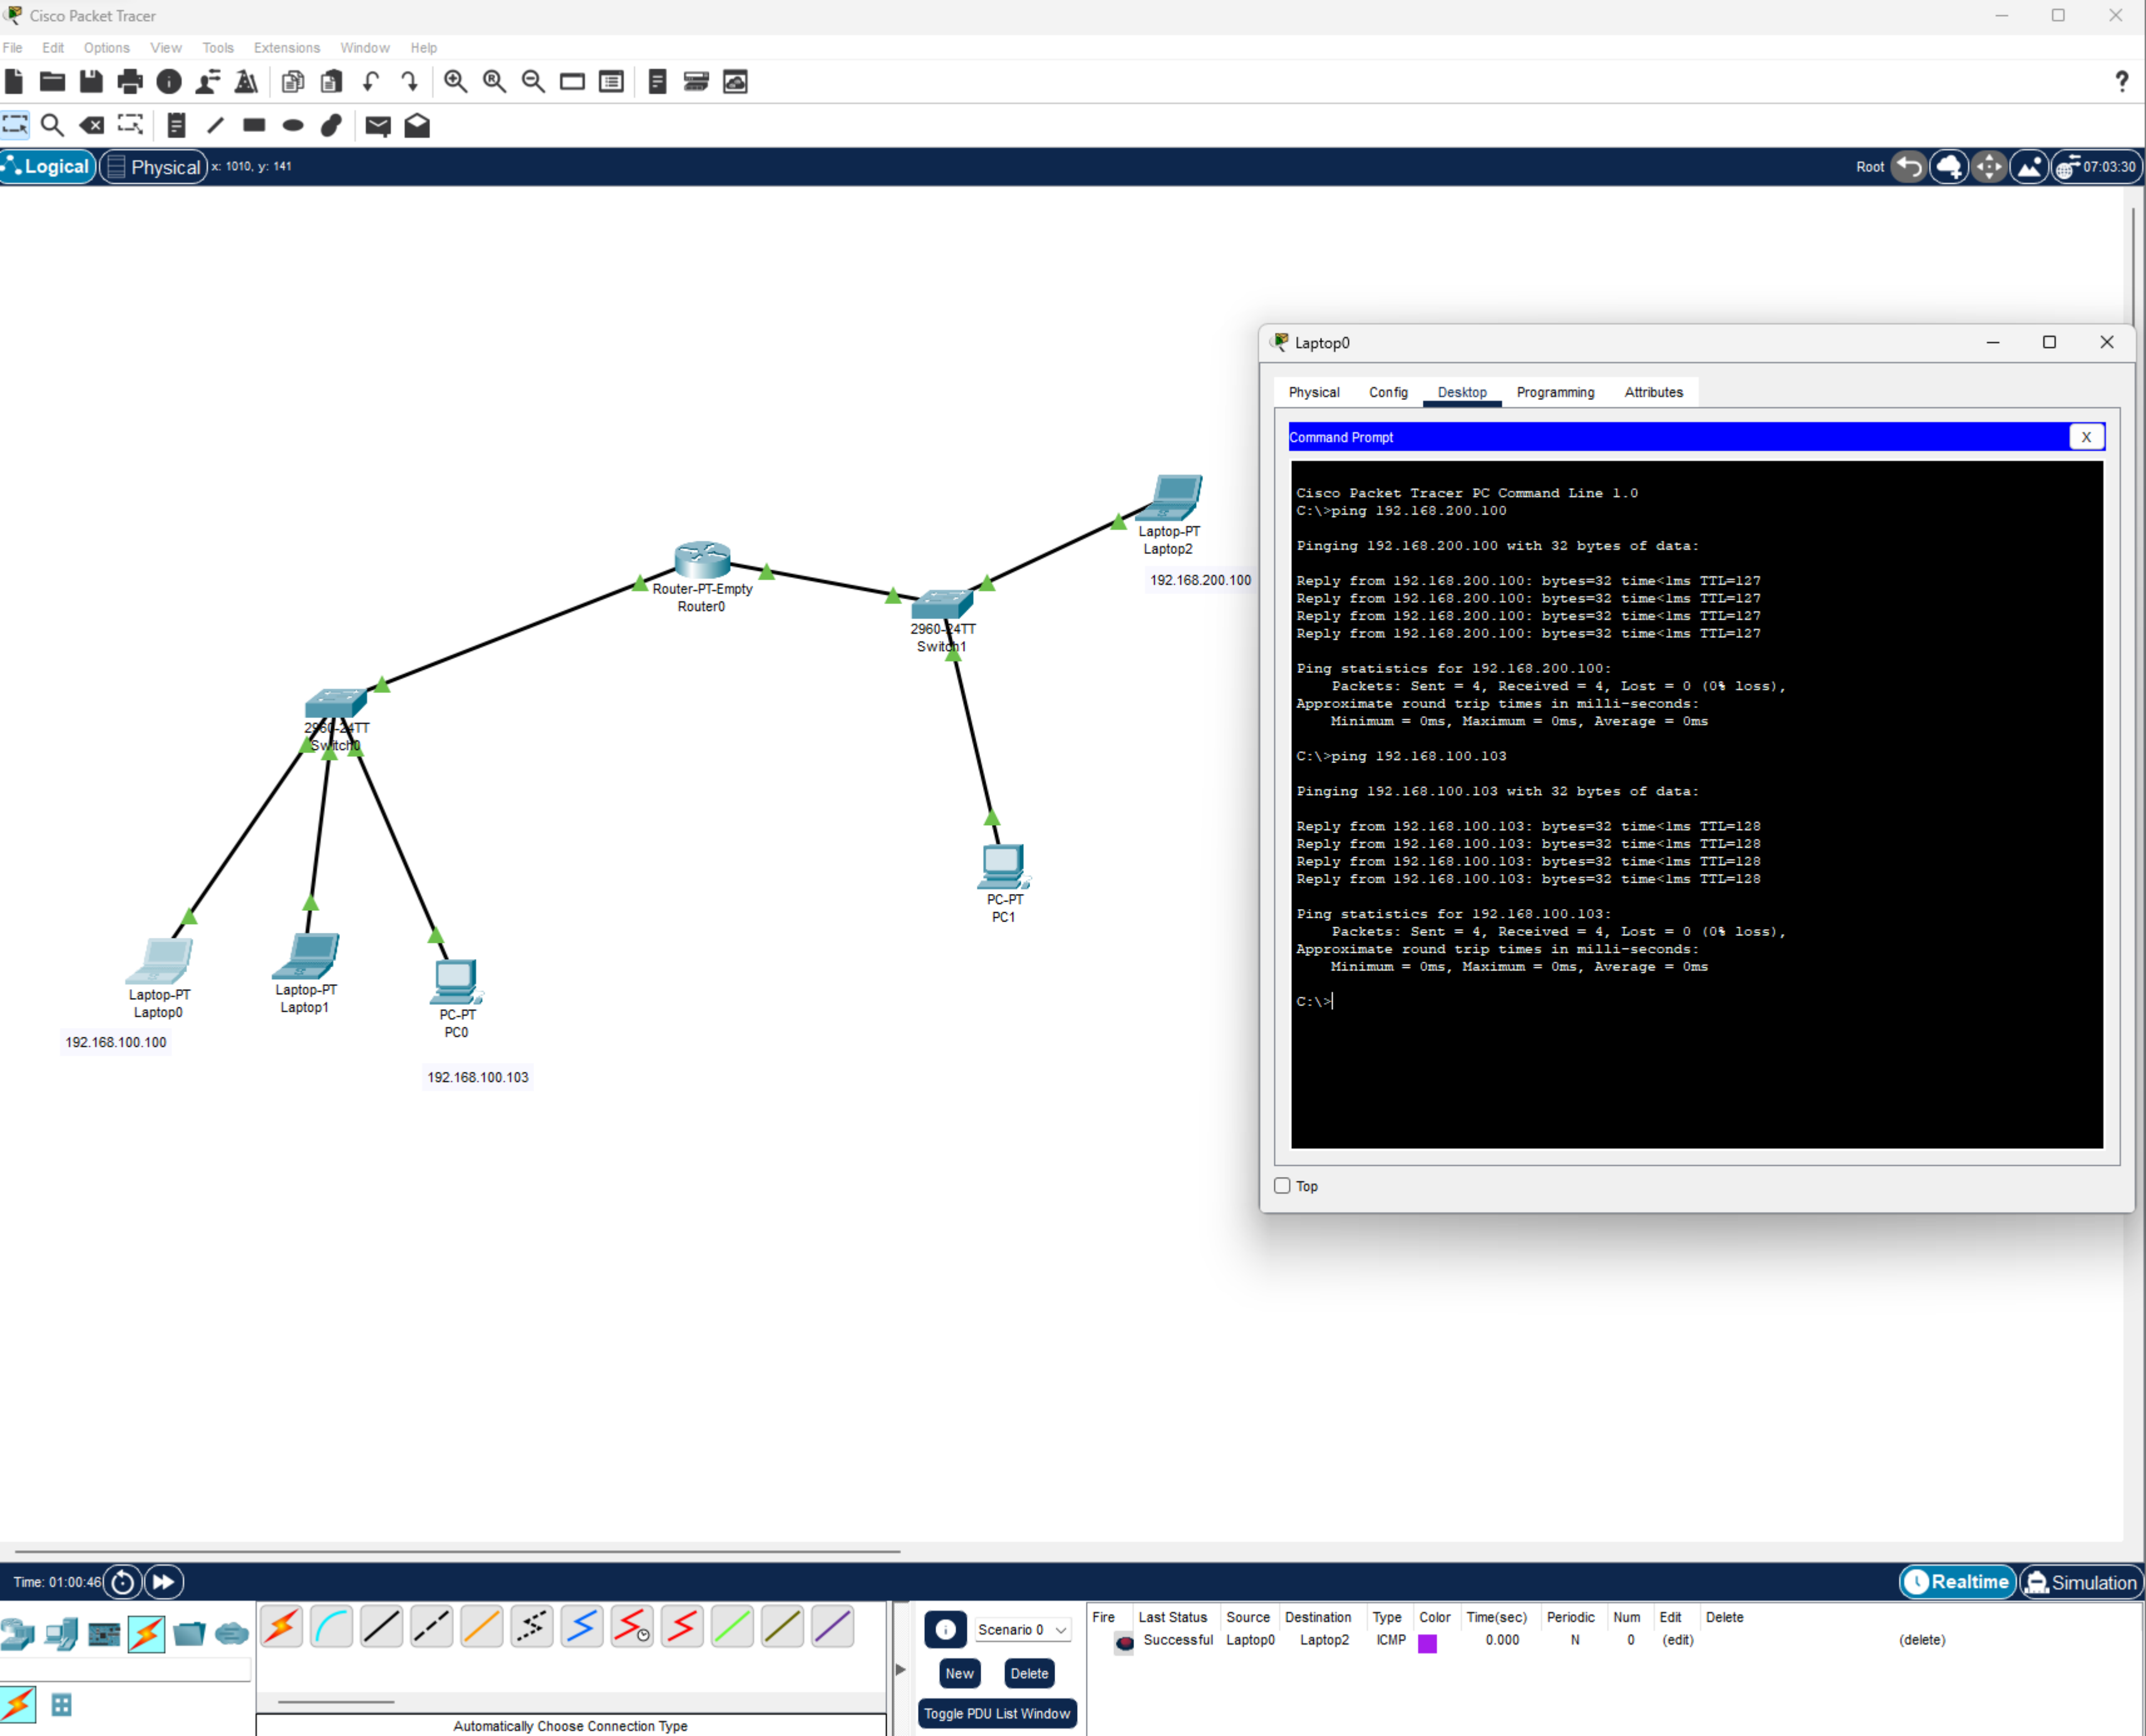 Cisco Packet Tracer
File Edit Options View Tools Extensions Window Help
?
Logical Physical x: 1010, y: 141
Root 07:03:30
Laptop0
Physical Config Desktop Programming Attributes
Command Prompt
X
Cisco Packet Tracer PC Command Line 1.0
C:\>ping 192.168.200.100
Pinging 192.168.200.100 with 32 bytes of data:
Reply from 192.168.200.100: bytes=32 time<1ms TTL=127
Reply from 192.168.200.100: bytes=32 time<1ms TTL=127
Reply from 192.168.200.100: bytes=32 time<1ms TTL=127
Reply from 192.168.200.100: bytes=32 time<1ms TTL=127
Ping statistics for 192.168.200.100:
Packets: Sent = 4, Received = 4, Lost = 0 (0% loss),
Approximate round trip times in milli-seconds:
Minimum = 0ms, Maximum = 0ms, Average = 0ms
C:\>ping 192.168.100.103
Pinging 192.168.100.103 with 32 bytes of data:
Reply from 192.168.100.103: bytes=32 time<1ms TTL=128
Reply from 192.168.100.103: bytes=32 time<1ms TTL=128
Reply from 192.168.100.103: bytes=32 time<1ms TTL=128
Reply from 192.168.100.103: bytes=32 time<1ms TTL=128
Ping statistics for 192.168.100.103:
Packets: Sent = 4, Received = 4, Lost = 0 (0% loss),
Approximate round trip times in milli-seconds:
Minimum = 0ms, Maximum = 0ms, Average = 0ms
C:\>
Top
Laptop-PT
Laptop2
192.168.200.100
Router-PT-Empty
Router0
2960-24TT
Switch1
2960-24TT
Switch0
PC-PT
PC1
Laptop-PT
Laptop0
192.168.100.100
Laptop-PT
Laptop1
PC-PT
PC0
192.168.100.103
Time: 01:00:46
Realtime Simulation
Scenario 0
New Delete
Toggle PDU List Window
Fire Last Status Source Destination Type Color Time(sec) Periodic Num Edit Delete
Successful Laptop0 Laptop2 ICMP 0.000 N 0 (edit) (delete)
Automatically Choose Connection Type